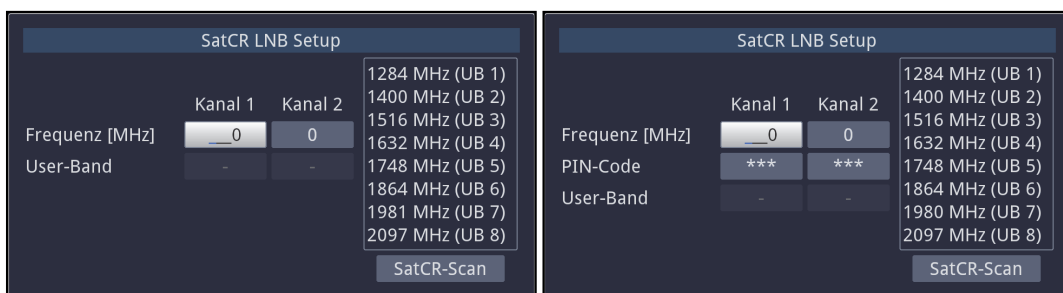 SatCR LNB Setup
Kanal 1 Kanal 2
Frequenz [MHz] __0 0
User-Band - -
1284 MHz (UB 1)
1400 MHz (UB 2)
1516 MHz (UB 3)
1632 MHz (UB 4)
1748 MHz (UB 5)
1864 MHz (UB 6)
1981 MHz (UB 7)
2097 MHz (UB 8)
SatCR-Scan
SatCR LNB Setup
Kanal 1 Kanal 2
Frequenz [MHz] __0 0
PIN-Code *** ***
User-Band - -
1284 MHz (UB 1)
1400 MHz (UB 2)
1516 MHz (UB 3)
1632 MHz (UB 4)
1748 MHz (UB 5)
1864 MHz (UB 6)
1980 MHz (UB 7)
2097 MHz (UB 8)
SatCR-Scan